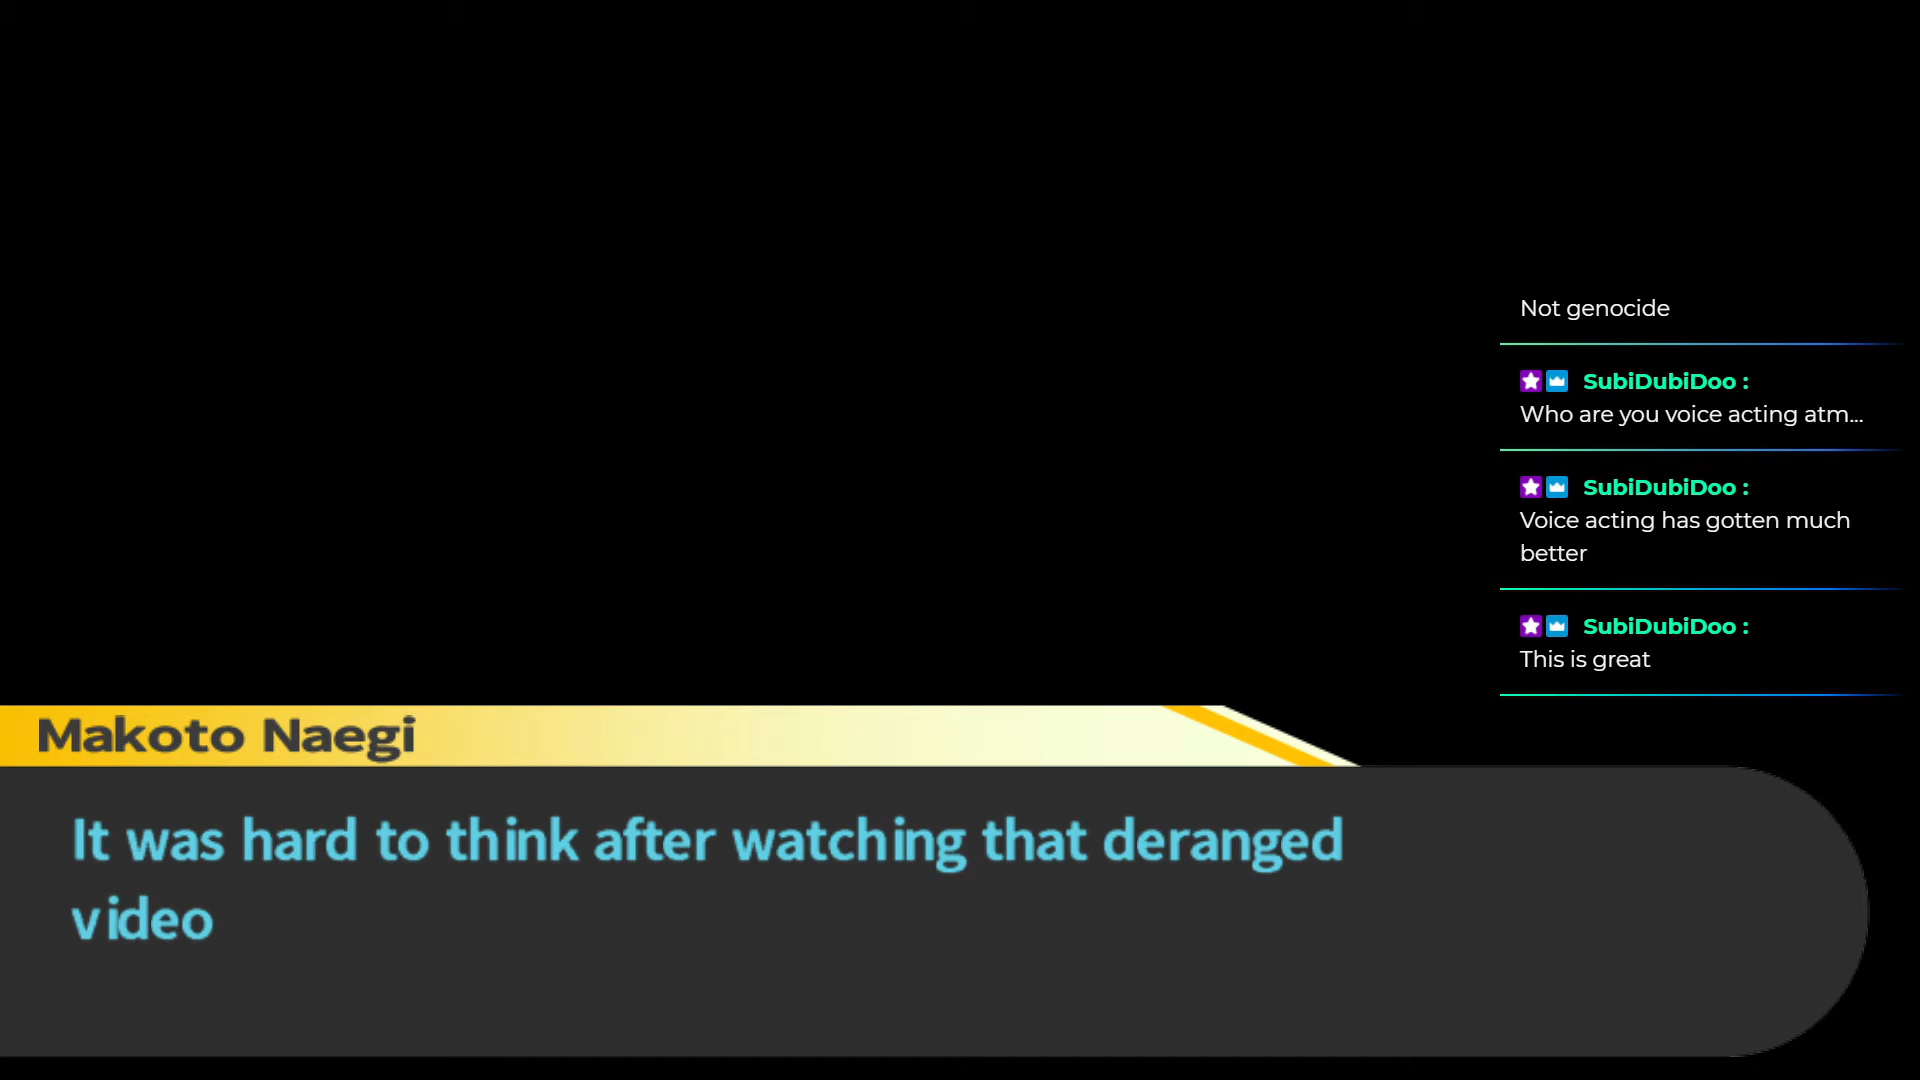 Not genocide
SubiDubiDoo :
Who are you voice acting atm...
SubiDubiDoo :
Voice acting has gotten much
better
SubiDubiDoo :
This is great
Makoto Naegi
It was hard to think after watching that deranged
video